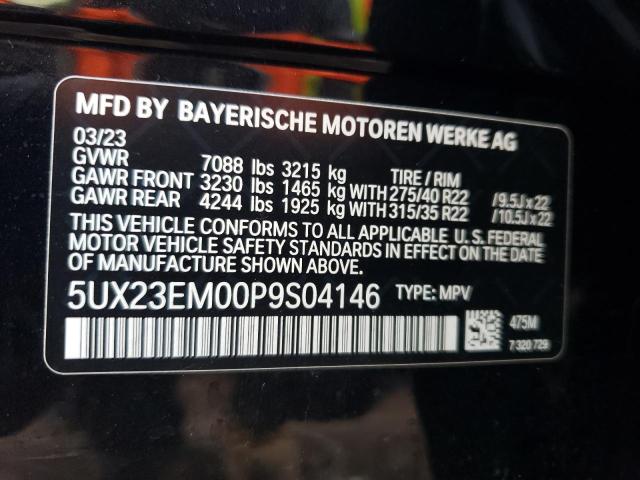 MFD BY BAYERISCHE MOTOREN WERKE AG
03/23
GVWR 7088 lbs 3215 kg TIRE / RIM
GAWR FRONT 3230 lbs 1465 kg WITH 275/40 R22 /9.5J x 22
GAWR REAR 4244 lbs 1925 kg WITH 315/35 R22 /10.5J x 22
THIS VEHICLE CONFORMS TO ALL APPLICABLE U. S. FEDERAL
MOTOR VEHICLE SAFETY STANDARDS IN EFFECT ON THE DATE
OF MANUFACTURE SHOWN ABOVE.
5UX23EM00P9S04146 TYPE: MPV
475M
7 320 729